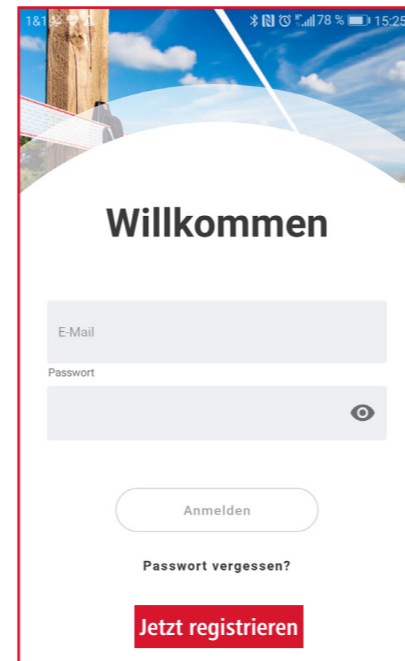 1&1
78 % 15:25
Willkommen
E-Mail
Passwort
Anmelden
Passwort vergessen?
Jetzt registrieren